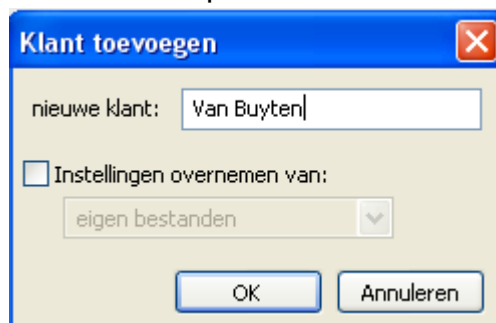 Klant toevoegen
nieuwe klant: Van Buyten
Instellingen overnemen van:
eigen bestanden
OK Annuleren